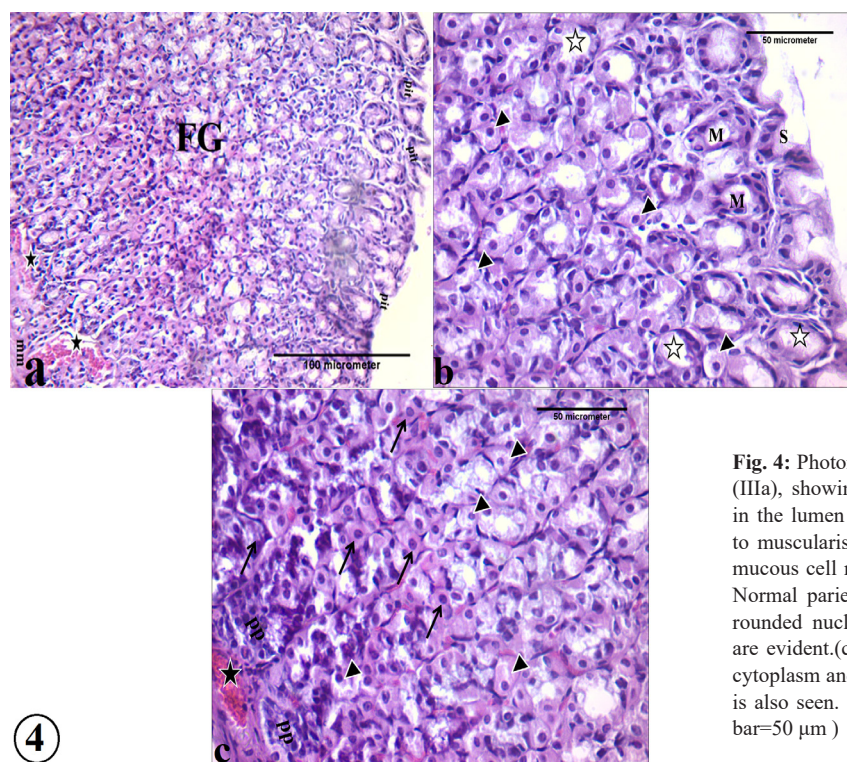 FG
pit
pit
pit
mm
a
100 micrometer
50 micrometer
M
S
M
b
50 micrometer
pp
pp
c
4
Fig. 4: Photo
(IIIa), showin
in the lumen
to muscularis
mucous cell n
Normal parie
rounded nucl
are evident.(c
cytoplasm and
is also seen.
bar=50 μm )